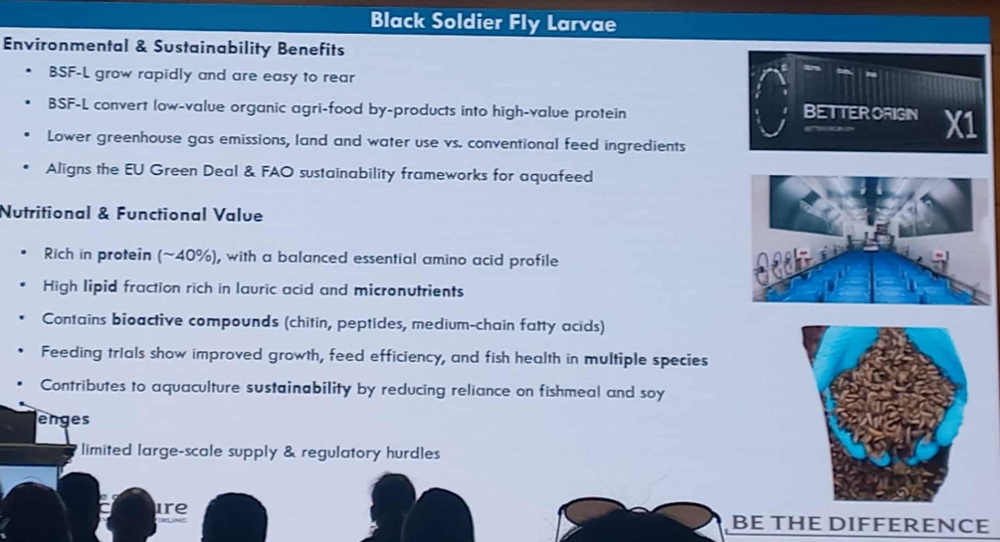 Black Soldier Fly Larvae
Environmental & Sustainability Benefits
• BSF-L grow rapidly and are easy to rear
• BSF-L convert low-value organic agri-food by-products into high-value protein
• Lower greenhouse gas emissions, land and water use vs. conventional feed ingredients
• Aligns the EU Green Deal & FAO sustainability frameworks for aquafeed
Nutritional & Functional Value
• Rich in protein (~40%), with a balanced essential amino acid profile
• High lipid fraction rich in lauric acid and micronutrients
• Contains bioactive compounds (chitin, peptides, medium-chain fatty acids)
• Feeding trials show improved growth, feed efficiency, and fish health in multiple species
• Contributes to aquaculture sustainability by reducing reliance on fishmeal and soy
enges
limited large-scale supply & regulatory hurdles
BETTER ORIGIN
X1
ure
BE THE DIFFERENCE